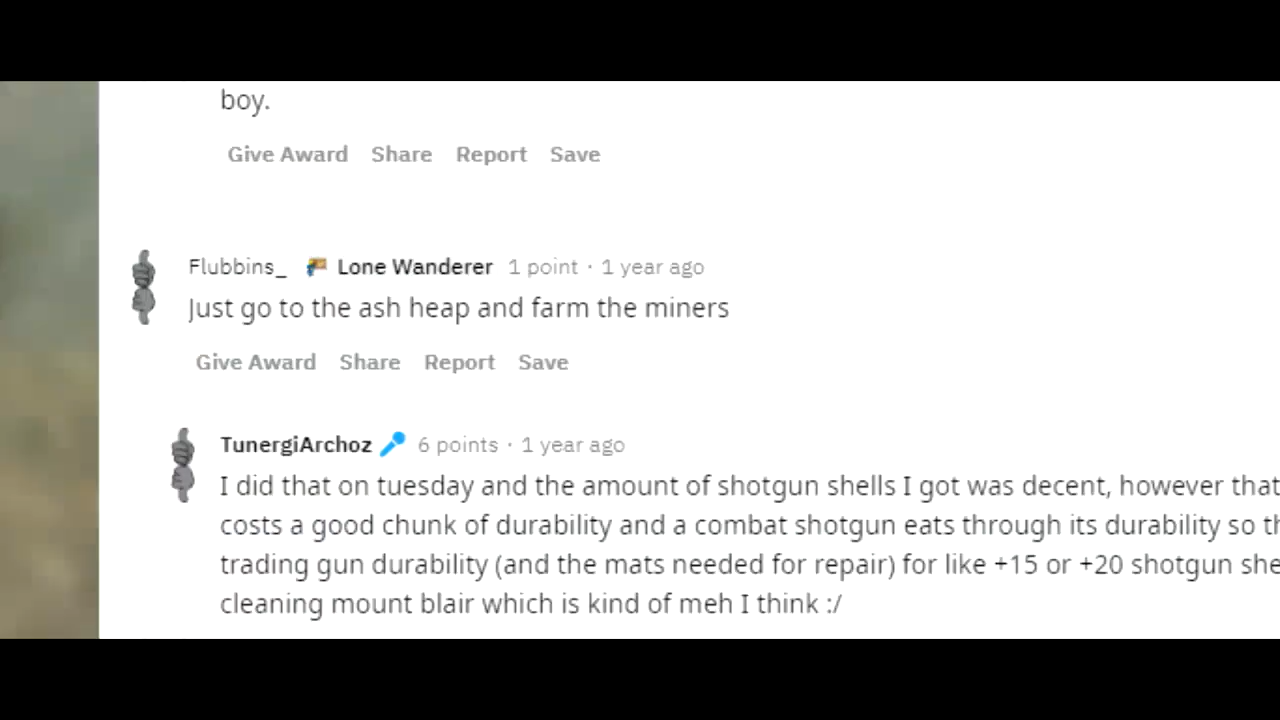 boy.
Give Award Share Report Save
Flubbins_ Lone Wanderer 1 point · 1 year ago
Just go to the ash heap and farm the miners
Give Award Share Report Save
TunergiArchoz 6 points · 1 year ago
I did that on tuesday and the amount of shotgun shells I got was decent, however that
costs a good chunk of durability and a combat shotgun eats through its durability so
trading gun durability (and the mats needed for repair) for like +15 or +20 shotgun
cleaning mount blair which is kind of meh I think :/